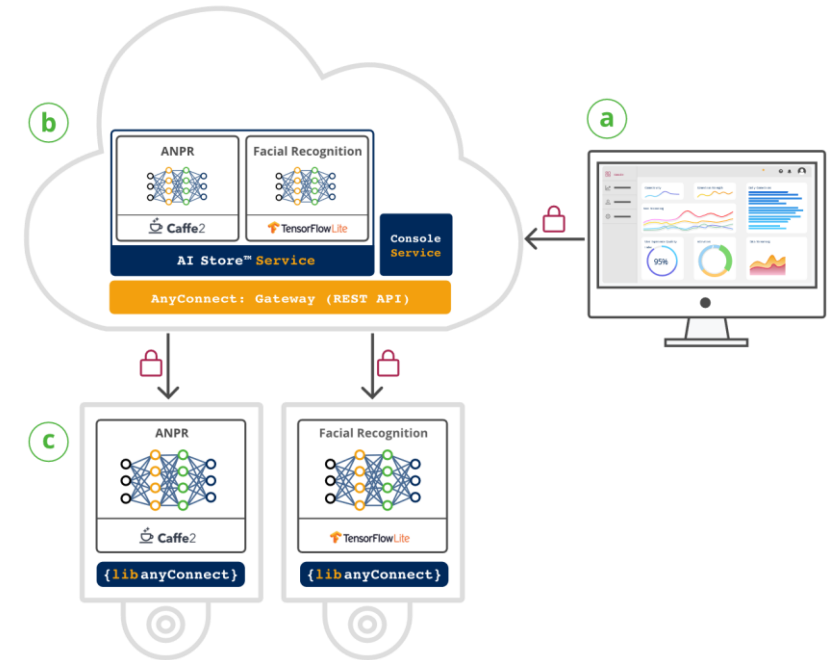 b
a
ANPR
Facial Recognition
Caffe2
TensorFlowLite
AI Store™ Service
Console
Service
AnyConnect: Gateway (REST API)
95%
c
ANPR
Facial Recognition
Caffe2
TensorFlowLite
{libanyConnect}
{libanyConnect}